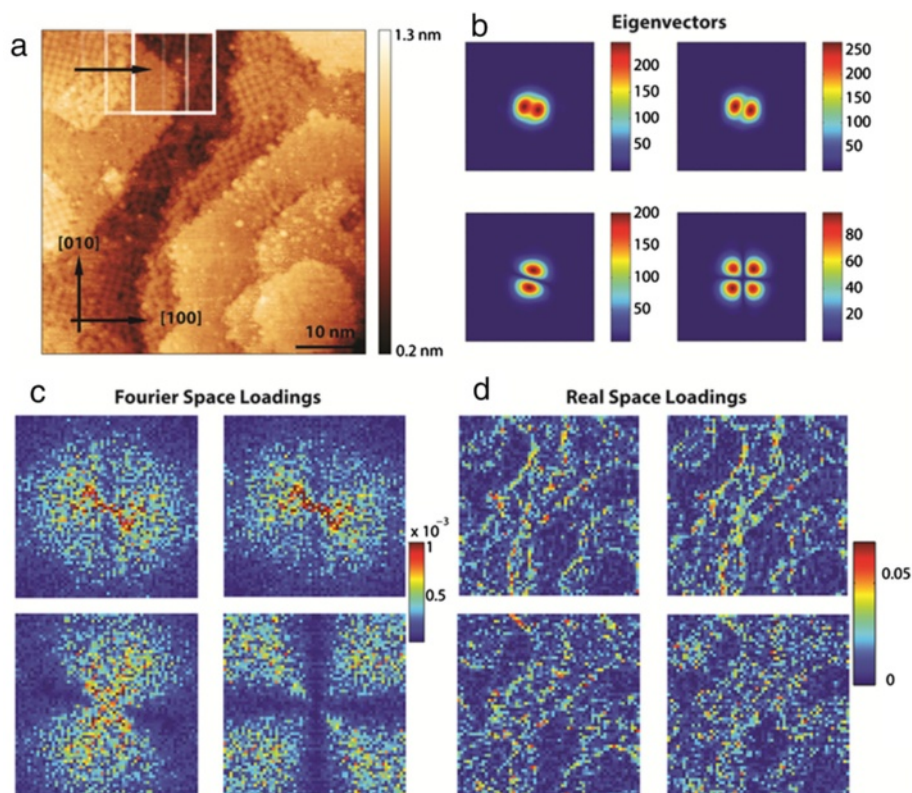 a
1.3 nm
[010]
[100]
10 nm
0.2 nm
b
Eigenvectors
200
150
100
50
250
200
150
100
50
200
150
100
50
80
60
40
20
c
Fourier Space Loadings
x 10⁻³
1
0.5
d
Real Space Loadings
0.05
0